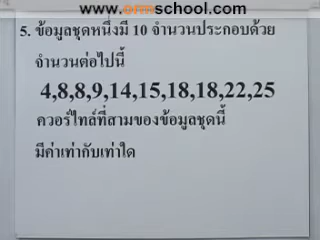 www.ormschool.com
5. ข้อมูลชุดหนึ่งมี 10 จำนวนประกอบด้วย
จำนวนต่อไปนี้
4,8,8,9,14,15,18,18,22,25
ควอร์ไทล์ที่สามของข้อมูลชุดนี้
มีค่าเท่ากับเท่าใด